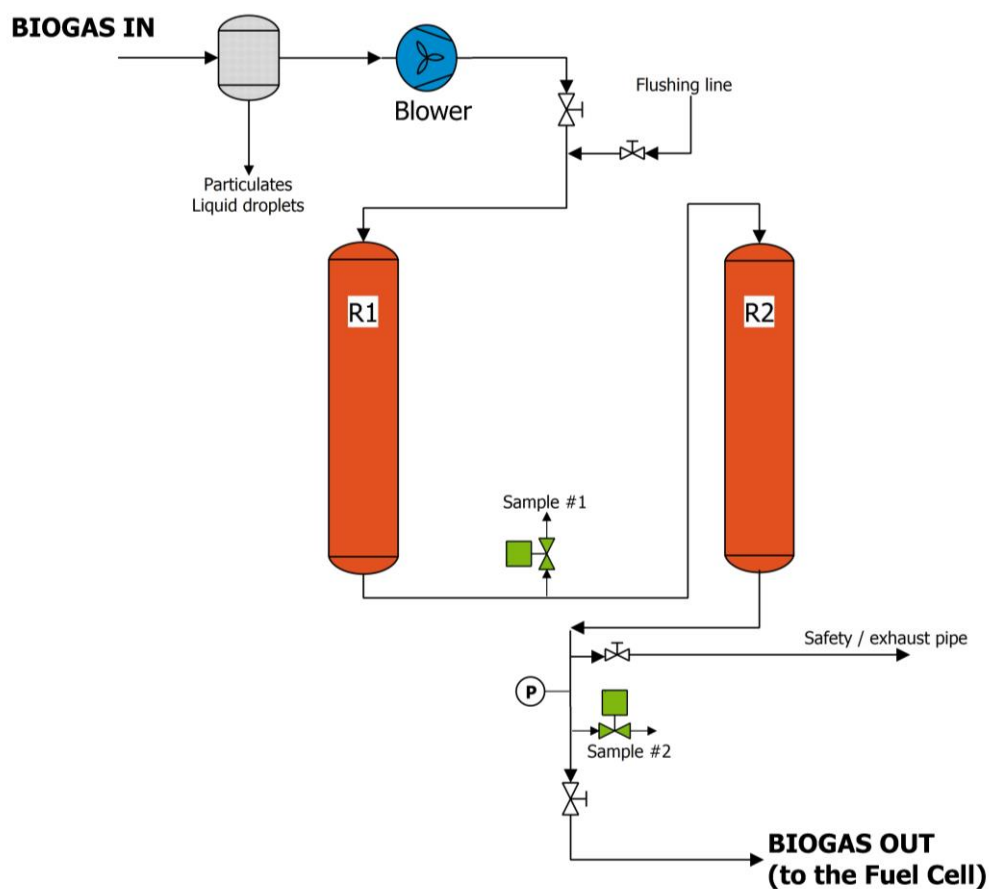 BIOGAS IN
Blower
Flushing line
Particulates
Liquid droplets
R1
R2
Sample #1
Safety / exhaust pipe
P
Sample #2
BIOGAS OUT
(to the Fuel Cell)